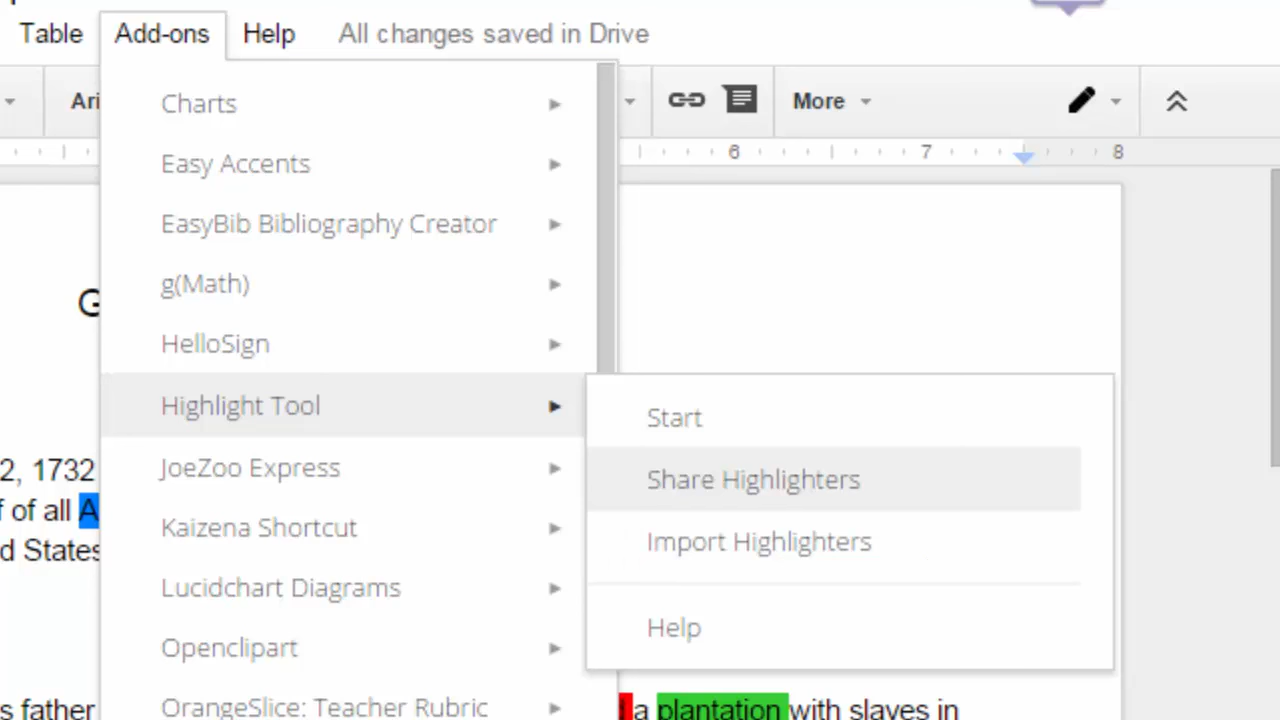 Table Add-ons Help All changes saved in Drive
Ari More
6 7 8
Charts
Easy Accents
EasyBib Bibliography Creator
g(Math)
G
HelloSign
Highlight Tool
Start
2, 1732
JoeZoo Express
Share Highlighters
f of all A
Kaizena Shortcut
Import Highlighters
d States
Lucidchart Diagrams
Help
Openclipart
s father
OrangeSlice: Teacher Rubric
a plantation with slaves in